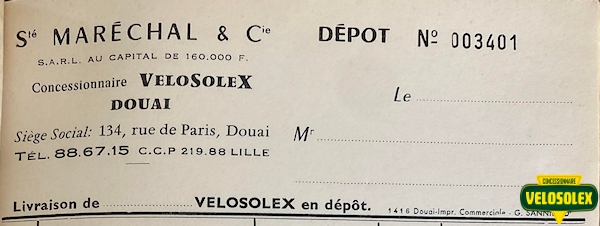 Sté MARÉCHAL & Cie
S.A.R.L. AU CAPITAL DE 160.000 F.
Concessionnaire VELOSOLEX
DOUAI
Siège Social: 134, rue de Paris, Douai
TÉL. 88.67.15 C.C.P 219.88 LILLE
DÉPOT No 003401
Le
Mr
Livraison de VELOSOLEX en dépôt.
1416 Douai-Impr. Commerciale - G.
CONCESSIONNAIRE
VELOSOLEX